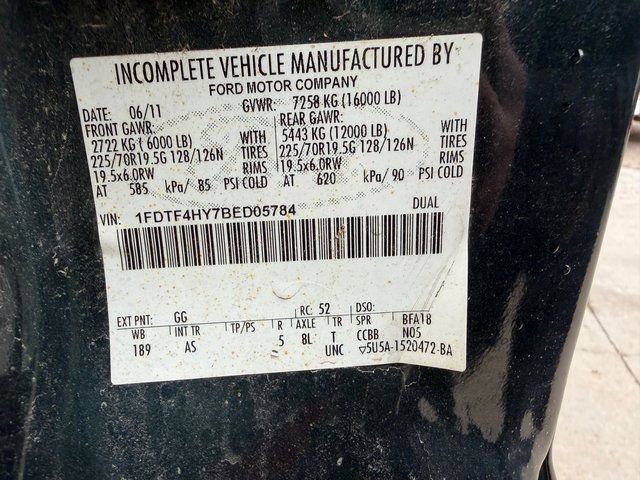 INCOMPLETE VEHICLE MANUFACTURED BY
FORD MOTOR COMPANY
DATE: 06/11 GVWR: 7258 KG (16000 LB)
FRONT GAWR: REAR GAWR:
2722 KG ( 6000 LB) WITH 5443 KG (12000 LB) WITH
225/70R19.5G 128/126N TIRES 225/70R19.5G 128/126N TIRES
19.5x6.0RW RIMS 19.5x6.0RW RIMS
AT 585 kPa/ 85 PSI COLD AT 620 kPa/ 90 PSI COLD
VIN: 1FDTF4HY7BED05784 DUAL
EXT PNT: GG RC: 52 DSO:
WB INT TR TP/PS R AXLE TR SPR BFA18
189 AS 5 8L T CCBB N05
UNC ▽5U5A-1520472-BA